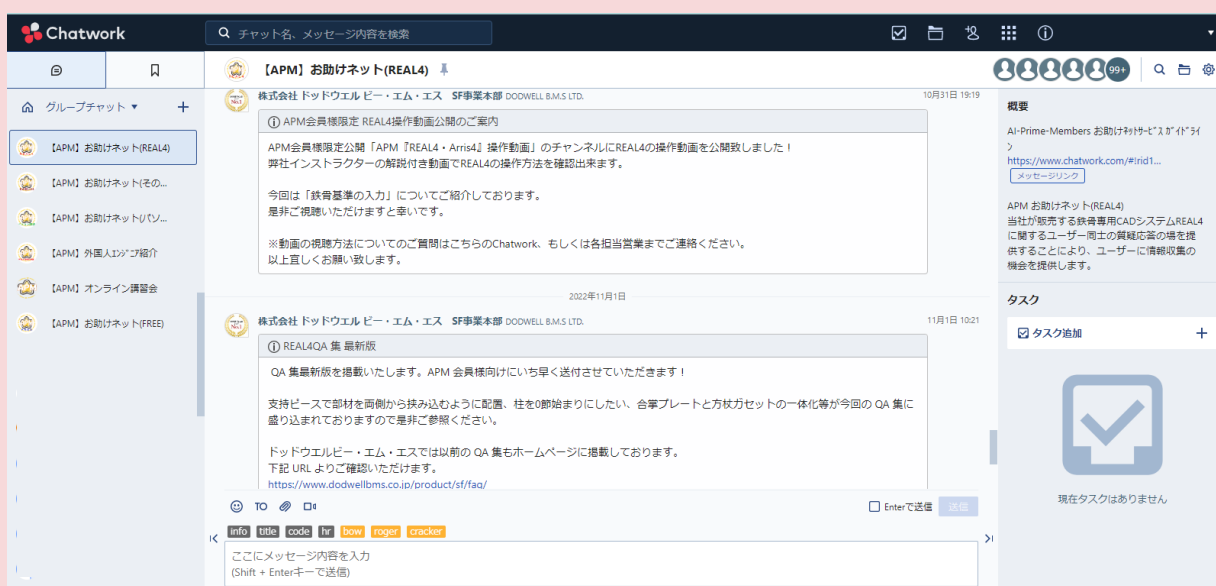 Chatwork
チャット名、メッセージ内容を検索
【APM】お助けネット(REAL4)
99+
グループチャット
【APM】お助けネット(REAL4)
【APM】お助けネット(その...
【APM】お助けネット(パソ...
【APM】外国人ｴﾝｼﾞﾆｱ紹介
【APM】オンライン講習会
【APM】お助けネット(FREE)
株式会社 ドッドウエル ビー・エム・エス SF事業本部 DODWELL B.M.S LTD.
10月31日 19:19
APM会員様限定 REAL4操作動画公開のご案内
APM会員様限定公開「APM『REAL4・Arris4』操作動画」のチャンネルにREAL4の操作動画を公開致しました！
弊社インストラクターの解説付き動画でREAL4の操作方法を確認出来ます。
今回は「鉄骨基準の入力」についてご紹介しております。
是非ご視聴いただけますと幸いです。
※動画の視聴方法についてのご質問はこちらのChatwork、もしくは各担当営業までご連絡ください。
以上宜しくお願い致します。
2022年11月1日
株式会社 ドッドウエル ビー・エム・エス SF事業本部 DODWELL B.M.S LTD.
11月1日 10:21
REAL4QA 集 最新版
QA 集最新版を掲載いたします。APM 会員様向けにいち早く送付させていただきます！
支持ピースで部材を両側から挟み込むように配置、柱を0節始まりにしたい、合掌プレートと方杖ガセットの一体化等が今回の QA 集に
盛り込まれておりますので是非ご参照ください。
ドッドウエルビー・エム・エスでは以前の QA 集もホームページに掲載しております。
下記 URL よりご確認いただけます。
https://www.dodwellbms.co.jp/product/sf/faq/
TO
Enterで送信
送信
info title code hr bow roger cracker
ここにメッセージ内容を入力
(Shift + Enterキーで送信)
概要
AI-Prime-Members お助けﾈｯﾄｻｰﾋﾞｽ ｶﾞｲﾄﾞﾗｲ
ﾝ
https://www.chatwork.com/#!rid1...
メッセージリンク
APM お助けネット(REAL4)
当社が販売する鉄骨専用CADシステムREAL4
に関するユーザー同士の質疑応答の場を提
供することにより、ユーザーに情報収集の
機会を提供します。
タスク
タスク追加
現在タスクはありません